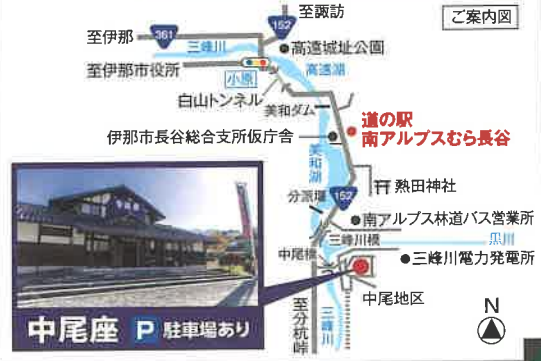 至諏訪
ご案内図
152
361
至伊那
三峰川
高遠城址公園
至伊那市役所
小原
高遠湖
白山トンネル
美和ダム
道の駅
南アルプスむら長谷
伊那市長谷総合支所仮庁舎
美和湖
熱田神社
分派堰
152
南アルプス林道バス営業所
三峰川橋
黒川
中尾橋
三峰川電力発電所
中尾地区
至分杭峠
三峰川
N
中尾座 P 駐車場あり